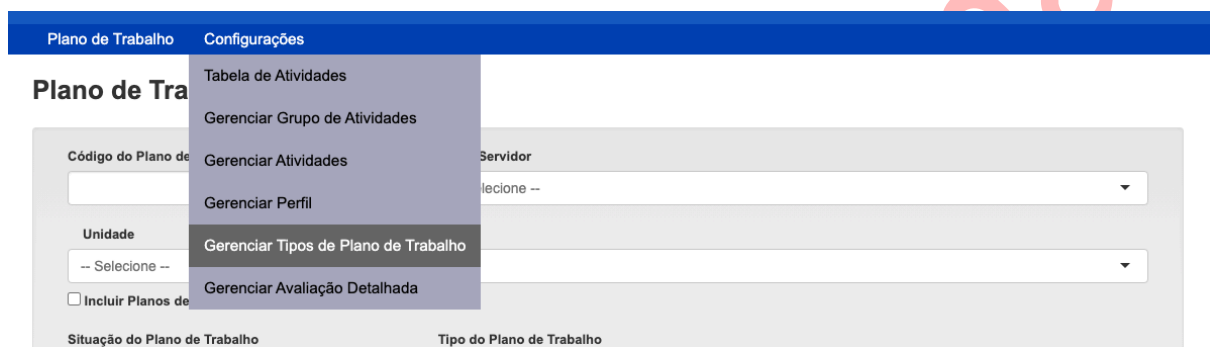 Plano de Trabalho Configurações
Tabela de Atividades
Plano de Tra
Gerenciar Grupo de Atividades
Código do Plano de
Gerenciar Atividades
Servidor
lecione --
Gerenciar Perfil
Unidade
Gerenciar Tipos de Plano de Trabalho
-- Selecione --
Gerenciar Avaliação Detalhada
Incluir Planos de
Situação do Plano de Trabalho Tipo do Plano de Trabalho